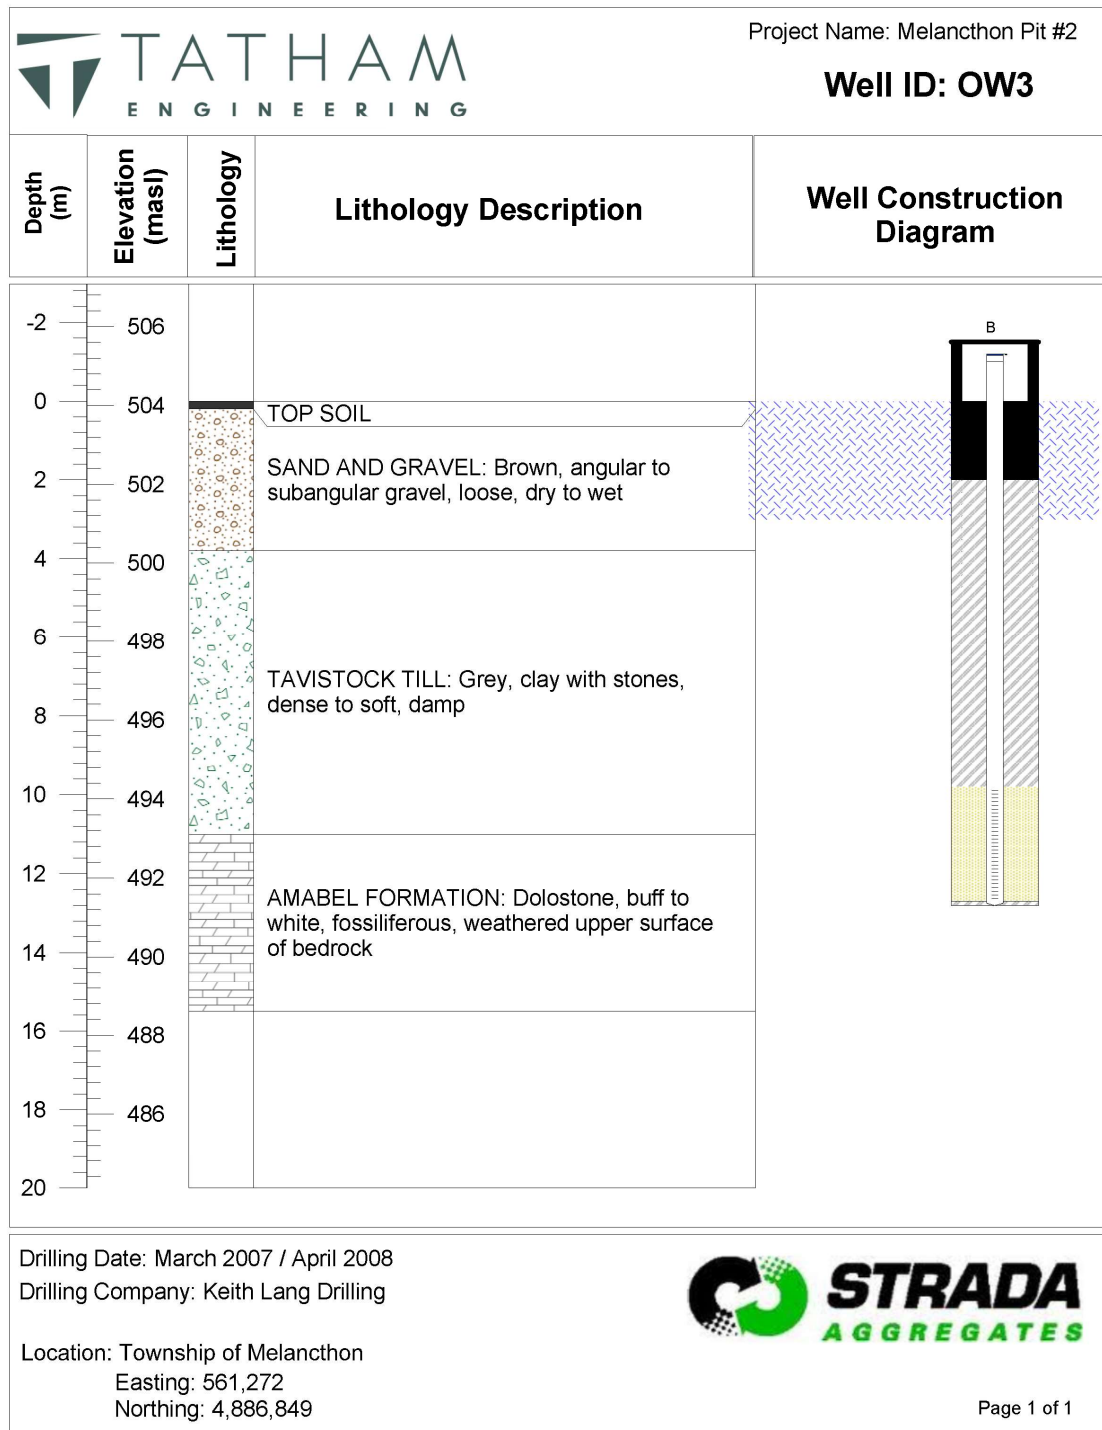 TATHAM
ENGINEERING
Project Name: Melancthon Pit #2
Well ID: OW3
Depth
(m)
Elevation
(masl)
Lithology
Lithology Description
Well Construction
Diagram
-2
0
2
4
6
8
10
12
14
16
18
20
506
504
502
500
498
496
494
492
490
488
486
TOP SOIL
SAND AND GRAVEL: Brown, angular to
subangular gravel, loose, dry to wet
TAVISTOCK TILL: Grey, clay with stones,
dense to soft, damp
AMABEL FORMATION: Dolostone, buff to
white, fossiliferous, weathered upper surface
of bedrock
B
Drilling Date: March 2007 / April 2008
Drilling Company: Keith Lang Drilling
Location: Township of Melancthon
Easting: 561,272
Northing: 4,886,849
STRADA
AGGREGATES
Page 1 of 1